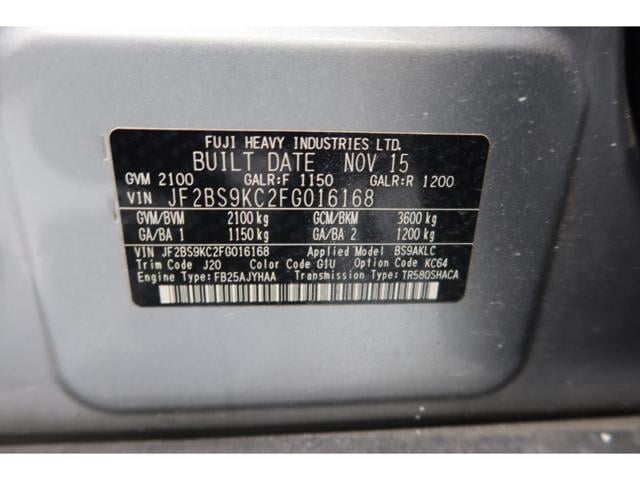 FUJI HEAVY INDUSTRIES LTD.
BUILT DATE NOV 15
GVM 2100 GALR:F 1150 GALR:R 1200
VIN JF2BS9KC2FG016168
GVM/BVM 2100 kg GCM/BKM 3600 kg
GA/BA 1 1150 kg GA/BA 2 1200 kg
VIN JF2BS9KC2FG016168 Applied Model BS9AKLC
Trim Code J20 Color Code G1U Option Code KC64
Engine Type: FB25AJYHAA Transmission Type: TR580SHACA